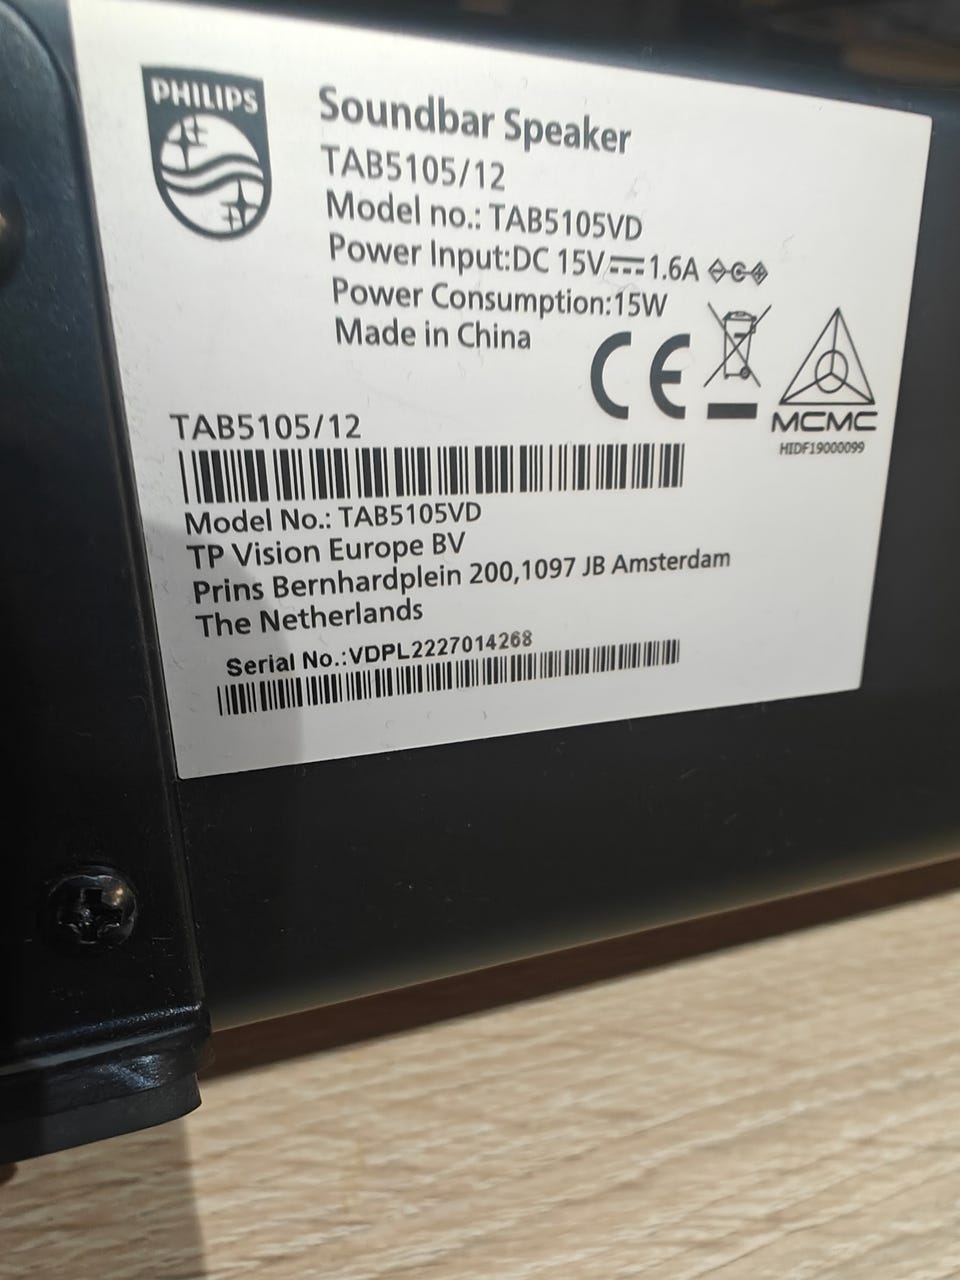 PHILIPS
Soundbar Speaker
TAB5105/12
Model no.: TAB5105VD
Power Input:DC 15V⎓1.6A
Power Consumption:15W
Made in China
CE
MCMC
HIDF19000099
TAB5105/12
Model No.: TAB5105VD
TP Vision Europe BV
Prins Bernhardplein 200,1097 JB Amsterdam
The Netherlands
Serial No.:VDPL2227014268